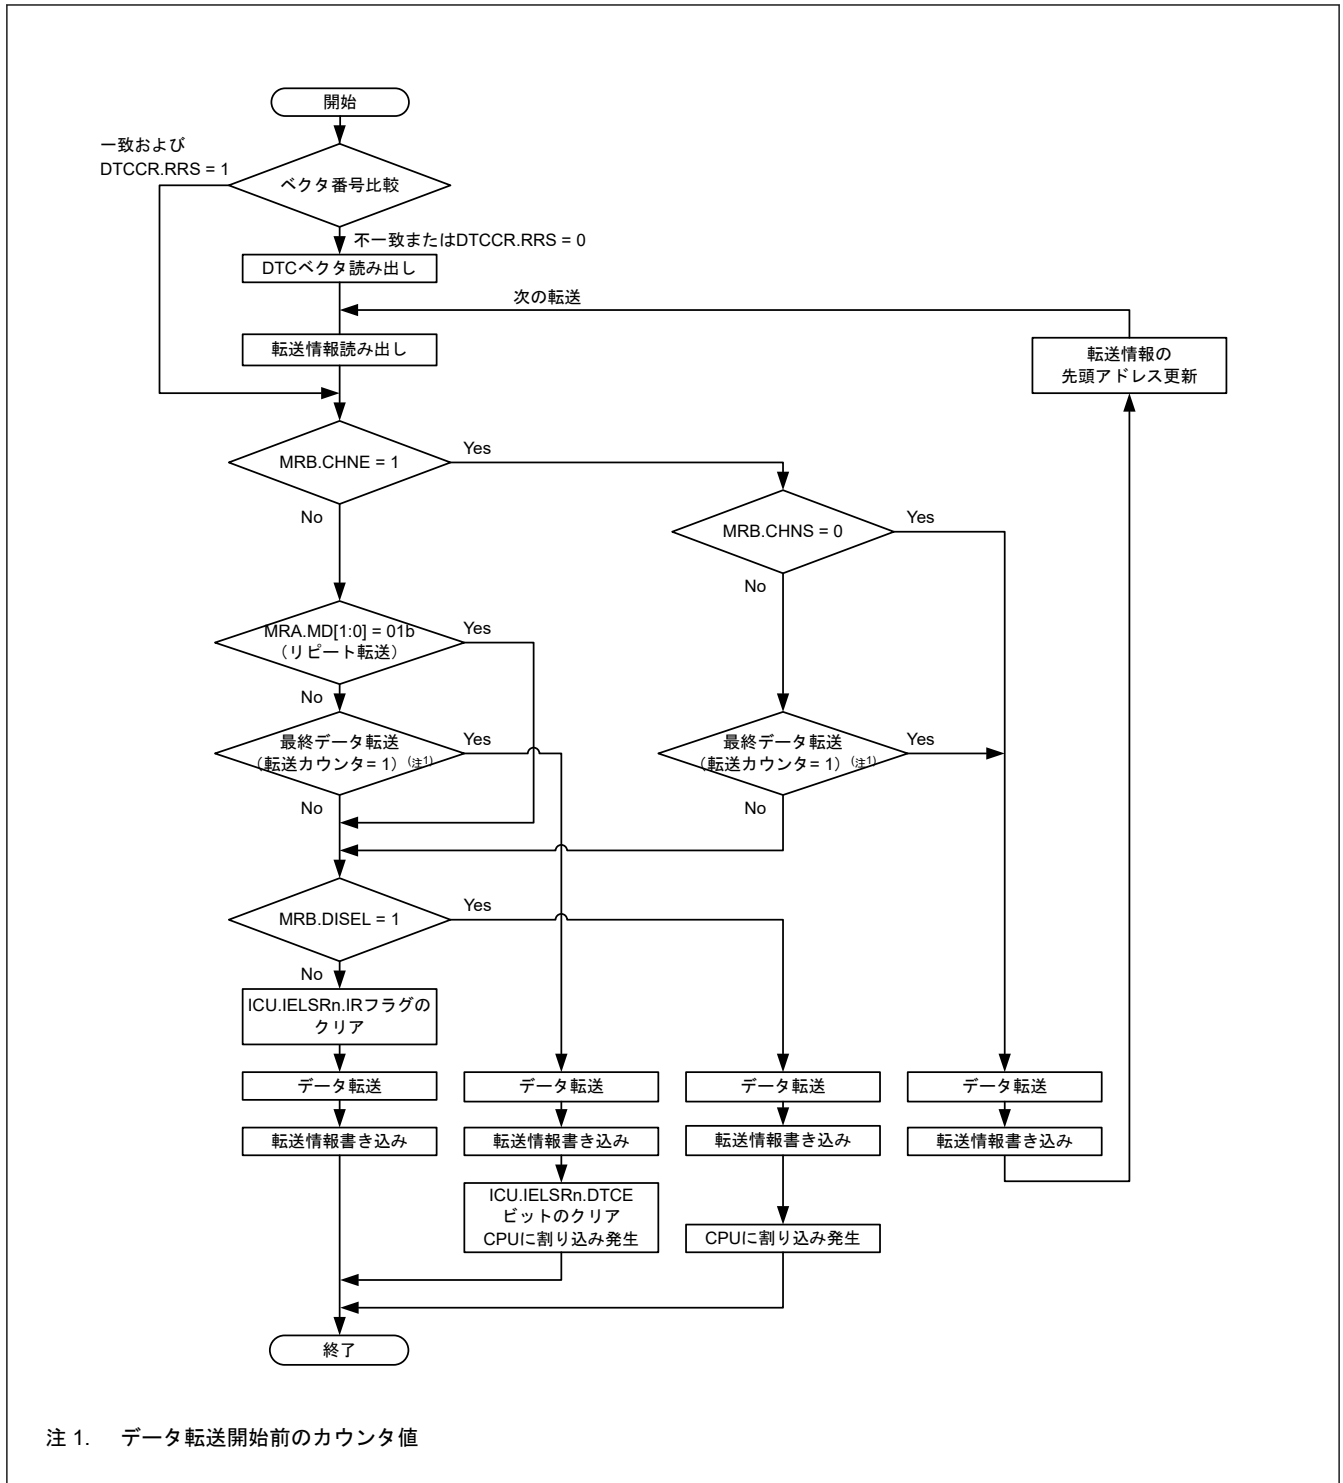 開始
一致および
DTCCR.RRS = 1
ベクタ番号比較
不一致またはDTCCR.RRS = 0
DTCベクタ読み出し
次の転送
転送情報読み出し
転送情報の
先頭アドレス更新
MRB.CHNE = 1
Yes
No
MRB.CHNS = 0
Yes
No
MRA.MD[1:0] = 01b
(リピート転送)
Yes
No
最終データ転送
(転送カウンタ= 1) (注1)
Yes
No
最終データ転送
(転送カウンタ= 1) (注1)
Yes
No
MRB.DISEL = 1
Yes
No
ICU.IELSRn.IRフラグの
クリア
データ転送
データ転送
データ転送
データ転送
転送情報書き込み
転送情報書き込み
転送情報書き込み
転送情報書き込み
ICU.IELSRn.DTCE
ビットのクリア
CPUに割り込み発生
CPUに割り込み発生
終了
注 1. データ転送開始前のカウンタ値